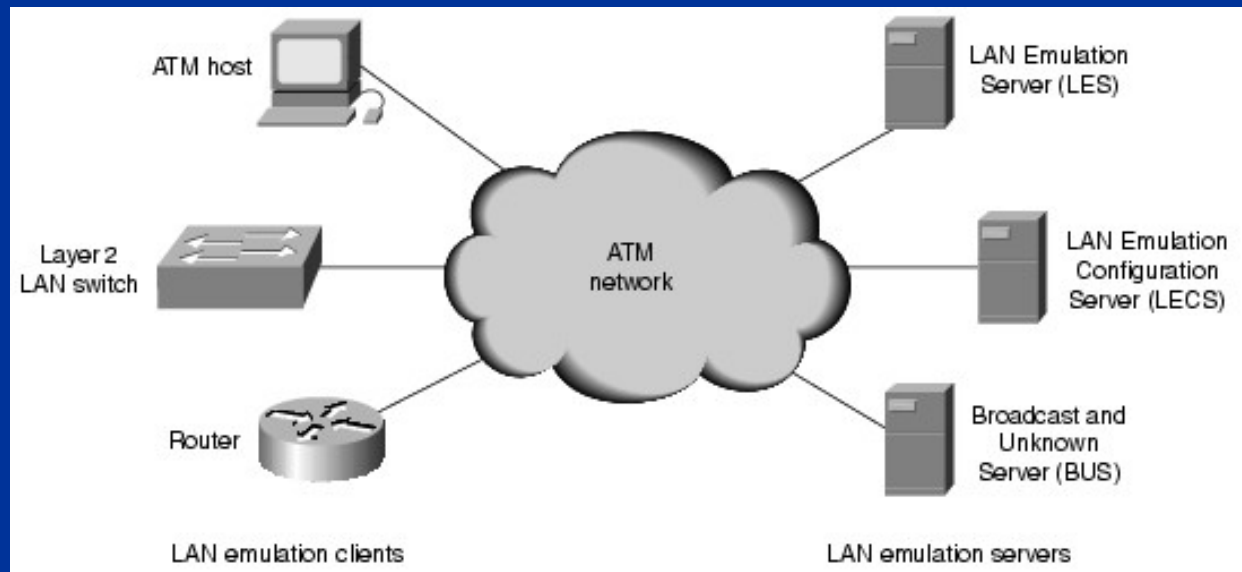 ATM host
Layer 2
LAN switch
Router
LAN emulation clients
ATM
network
LAN Emulation
Server (LES)
LAN Emulation
Configuration
Server (LECS)
Broadcast and
Unknown
Server (BUS)
LAN emulation servers